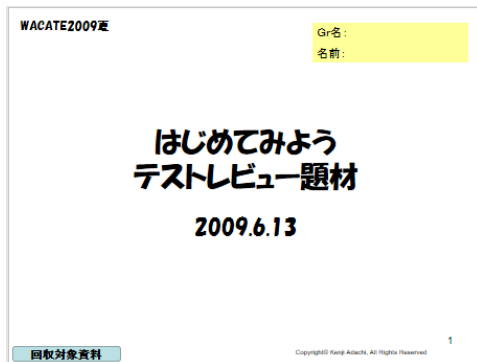 WACATE2009夏
Gr名：
名前：
はじめてみよう
テストレビュー題材
2009.6.13
回収対象資料
Copyright© Kenji Adachi, All Rights Reserved
1